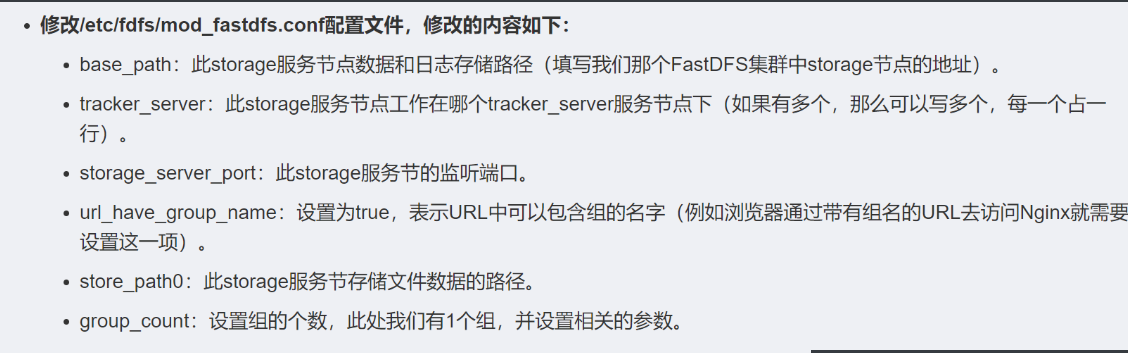 修改/etc/fdfs/mod_fastdfs.conf配置文件，修改的内容如下：
base_path：此storage服务节点数据和日志存储路径（填写我们那个FastDFS集群中storage节点的地址）。
tracker_server：此storage服务节点工作在哪个tracker_server服务节点下（如果有多个，那么可以写多个，每一个占一
行）。
storage_server_port：此storage服务节的监听端口。
url_have_group_name：设置为true，表示URL中可以包含组的名字（例如浏览器通过带有组名的URL去访问Nginx就需要
设置这一项）。
store_path0：此storage服务节存储文件数据的路径。
group_count：设置组的个数，此处我们有1个组，并设置相关的参数。